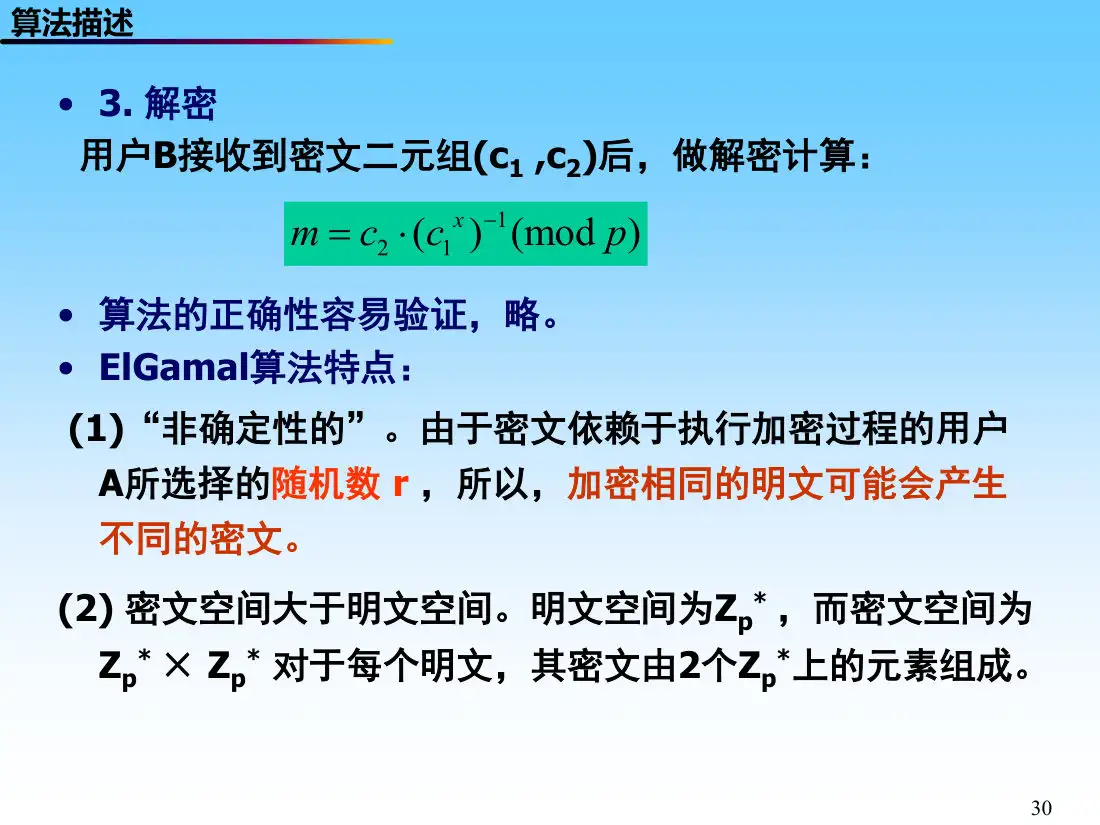 算法描述
• 3. 解密
用户B接收到密文二元组(c₁ ,c₂)后，做解密计算：
m = c₂ · (c₁ˣ)⁻¹(mod p)
• 算法的正确性容易验证，略。
• ElGamal算法特点：
(1)“非确定性的”。由于密文依赖于执行加密过程的用户
A所选择的随机数 r ，所以，加密相同的明文可能会产生
不同的密文。
(2) 密文空间大于明文空间。明文空间为Zₚ* ，而密文空间为
Zₚ* × Zₚ* 对于每个明文，其密文由2个Zₚ*上的元素组成。
30